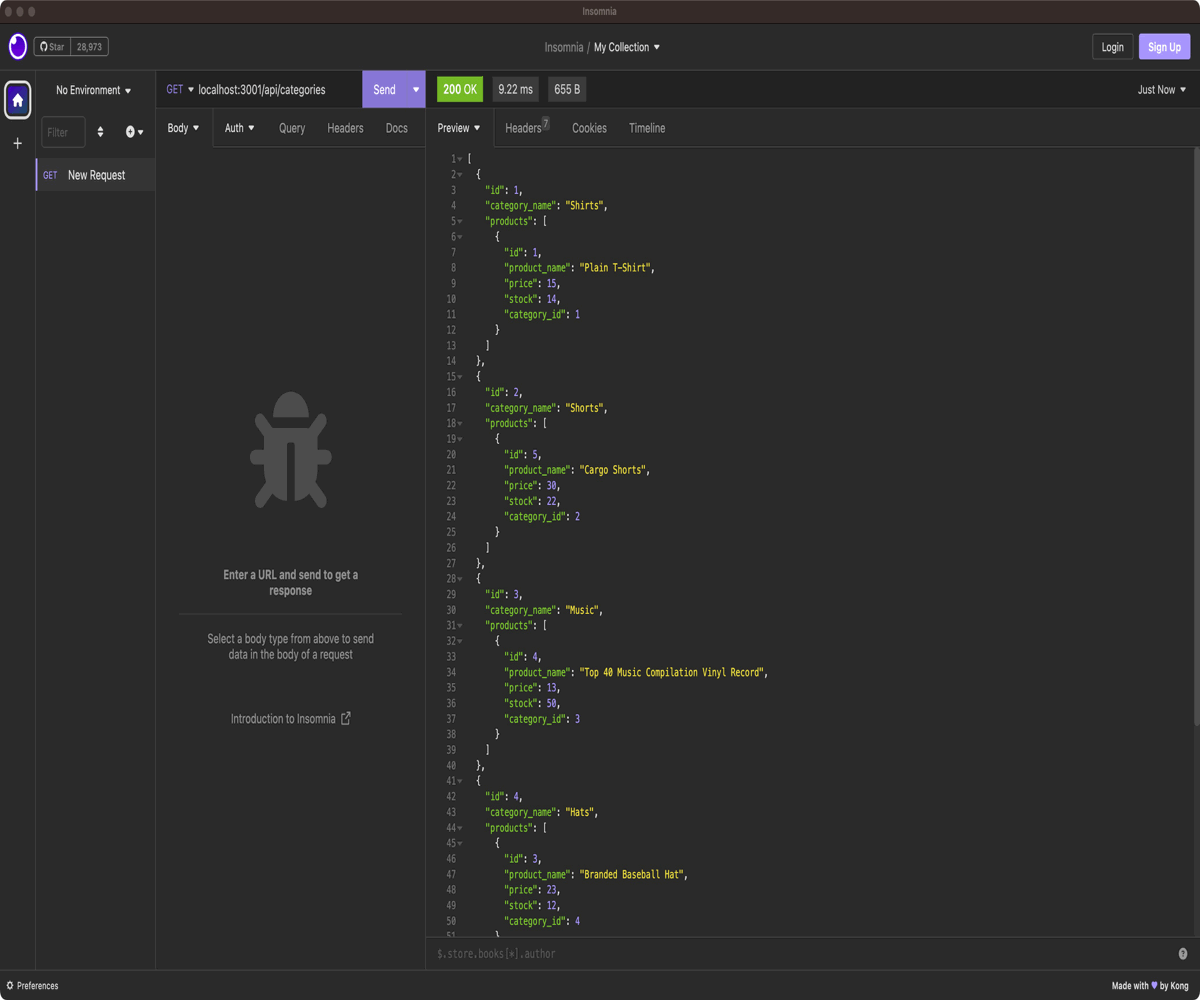 Insomnia
Star 28,973
Insomnia / My Collection
Login
Sign Up
No Environment
Filter
GET New Request
GET localhost:3001/api/categories
Send
Body Auth Query Headers Docs
Enter a URL and send to get a
response
Select a body type from above to send
data in the body of a request
Introduction to Insomnia
200 OK 9.22 ms 655 B
Just Now
Preview Headers 7 Cookies Timeline
1 [
2 {
3 "id": 1,
4 "category_name": "Shirts",
5 "products": [
6 {
7 "id": 1,
8 "product_name": "Plain T-Shirt",
9 "price": 15,
10 "stock": 14,
11 "category_id": 1
12 }
13 ]
14 },
15 {
16 "id": 2,
17 "category_name": "Shorts",
18 "products": [
19 {
20 "id": 5,
21 "product_name": "Cargo Shorts",
22 "price": 30,
23 "stock": 22,
24 "category_id": 2
25 }
26 ]
27 },
28 {
29 "id": 3,
30 "category_name": "Music",
31 "products": [
32 {
33 "id": 4,
34 "product_name": "Top 40 Music Compilation Vinyl Record",
35 "price": 13,
36 "stock": 50,
37 "category_id": 3
38 }
39 ]
40 },
41 {
42 "id": 4,
43 "category_name": "Hats",
44 "products": [
45 {
46 "id": 3,
47 "product_name": "Branded Baseball Hat",
48 "price": 23,
49 "stock": 12,
50 "category_id": 4
51 }
$.store.books[*].author
Preferences
Made with 💜 by Kong